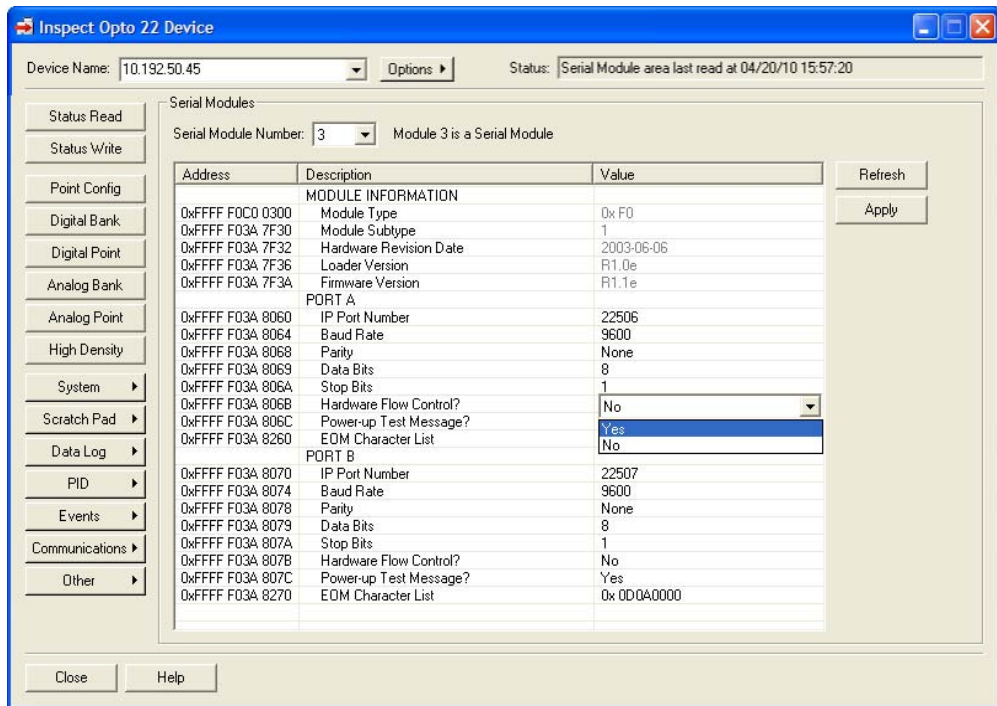 Inspect Opto 22 Device
Device Name: 10.192.50.45 Options Status: Serial Module area last read at 04/20/10 15:57:20
Status Read
Status Write
Point Config
Digital Bank
Digital Point
Analog Bank
Analog Point
High Density
System
Scratch Pad
Data Log
PID
Events
Communications
Other
Serial Modules
Serial Module Number: 3 Module 3 is a Serial Module
Address Description Value
MODULE INFORMATION
0xFFFF F0C0 0300 Module Type 0x F0
0xFFFF F03A 7F30 Module Subtype 1
0xFFFF F03A 7F32 Hardware Revision Date 2003-06-06
0xFFFF F03A 7F36 Loader Version R1.0e
0xFFFF F03A 7F3A Firmware Version R1.1e
PORT A
0xFFFF F03A 8060 IP Port Number 22506
0xFFFF F03A 8064 Baud Rate 9600
0xFFFF F03A 8068 Parity None
0xFFFF F03A 8069 Data Bits 8
0xFFFF F03A 806A Stop Bits 1
0xFFFF F03A 806B Hardware Flow Control? No
0xFFFF F03A 806C Power-up Test Message? Yes
0xFFFF F03A 8260 EOM Character List No
PORT B
0xFFFF F03A 8070 IP Port Number 22507
0xFFFF F03A 8074 Baud Rate 9600
0xFFFF F03A 8078 Parity None
0xFFFF F03A 8079 Data Bits 8
0xFFFF F03A 807A Stop Bits 1
0xFFFF F03A 807B Hardware Flow Control? No
0xFFFF F03A 807C Power-up Test Message? Yes
0xFFFF F03A 8270 EOM Character List 0x 0D0A0000
Refresh
Apply
Close Help